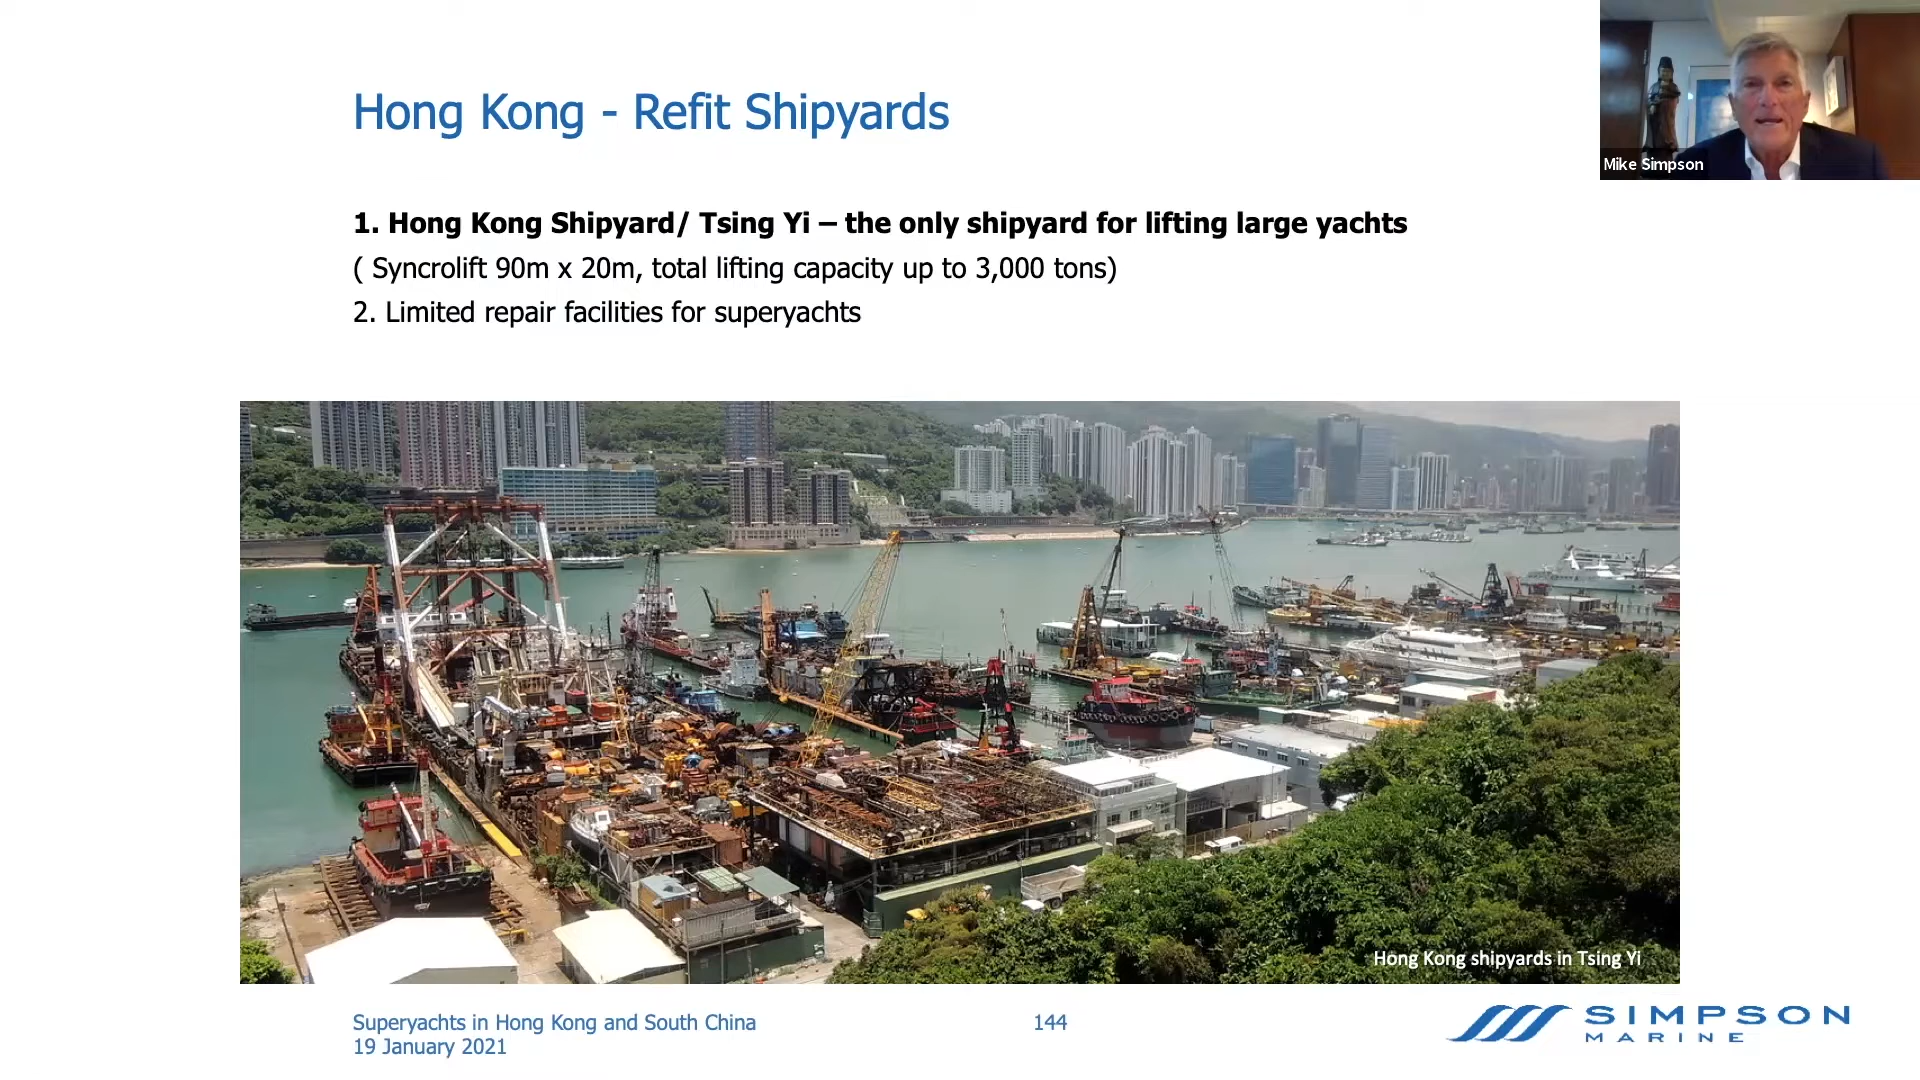 Hong Kong - Refit Shipyards
Mike Simpson
1. Hong Kong Shipyard/ Tsing Yi – the only shipyard for lifting large yachts
( Syncrolift 90m x 20m, total lifting capacity up to 3,000 tons)
2. Limited repair facilities for superyachts
Hong Kong shipyards in Tsing Yi
Superyachts in Hong Kong and South China
19 January 2021
144
SIMPSON
MARINE